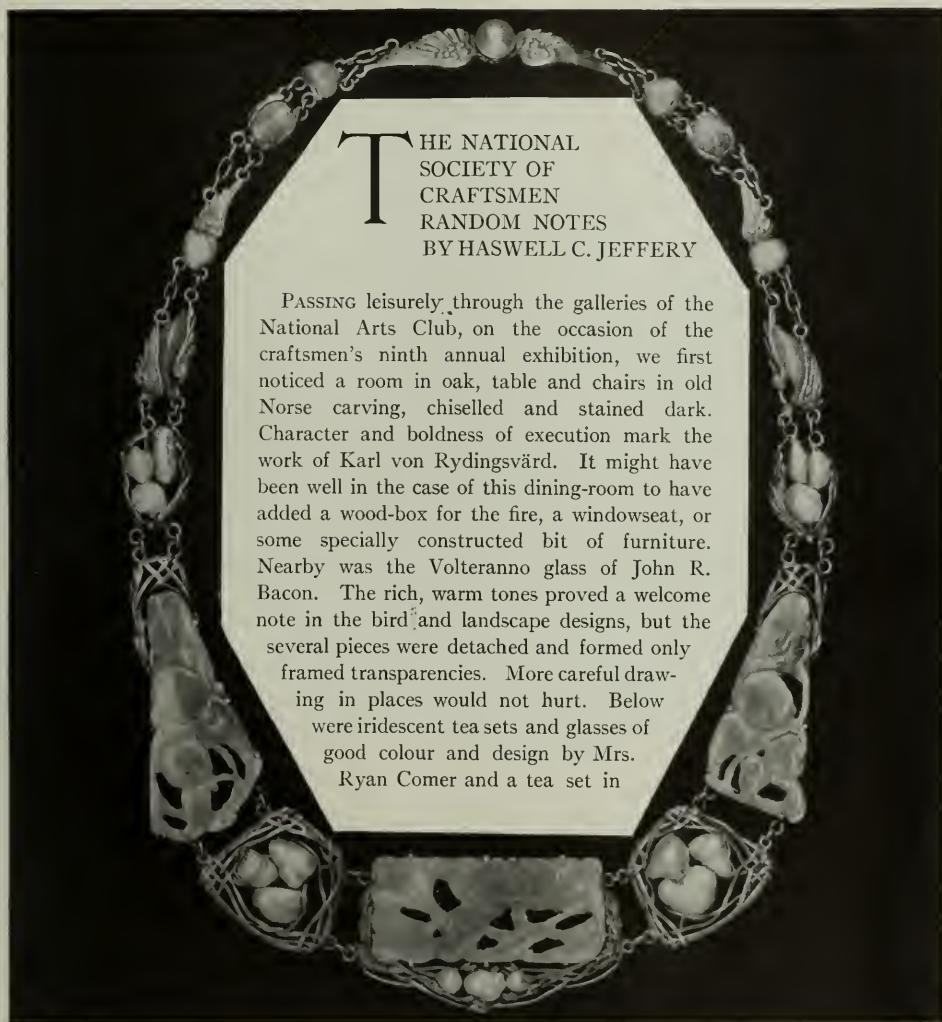 THE NATIONAL
SOCIETY OF
CRAFTSMEN
RANDOM NOTES
BY HASWELL C. JEFFERY
PASSING leisurely through the galleries of the
National Arts Club, on the occasion of the
craftsmen's ninth annual exhibition, we first
noticed a room in oak, table and chairs in old
Norse carving, chiselled and stained dark.
Character and boldness of execution mark the
work of Karl von Rydingsvärd. It might have
been well in the case of this dining-room to have
added a wood-box for the fire, a windowseat, or
some specially constructed bit of furniture.
Nearby was the Volteranno glass of John R.
Bacon. The rich, warm tones proved a welcome
note in the bird and landscape designs, but the
several pieces were detached and formed only
framed transparencies. More careful draw-
ing in places would not hurt. Below
were iridescent tea sets and glasses of
good colour and design by Mrs.
Ryan Comer and a tea set in